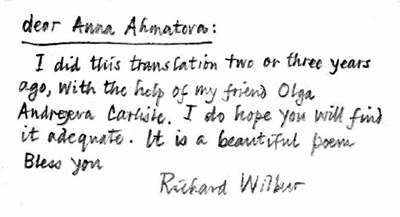 dear Anna Ahmatova:
I did this translation two or three years
ago, with the help of my friend Olga
Andreyeva Carlisle. I do hope you will find
it adequate. It is a beautiful poem
Bless you
Richard Wilbur